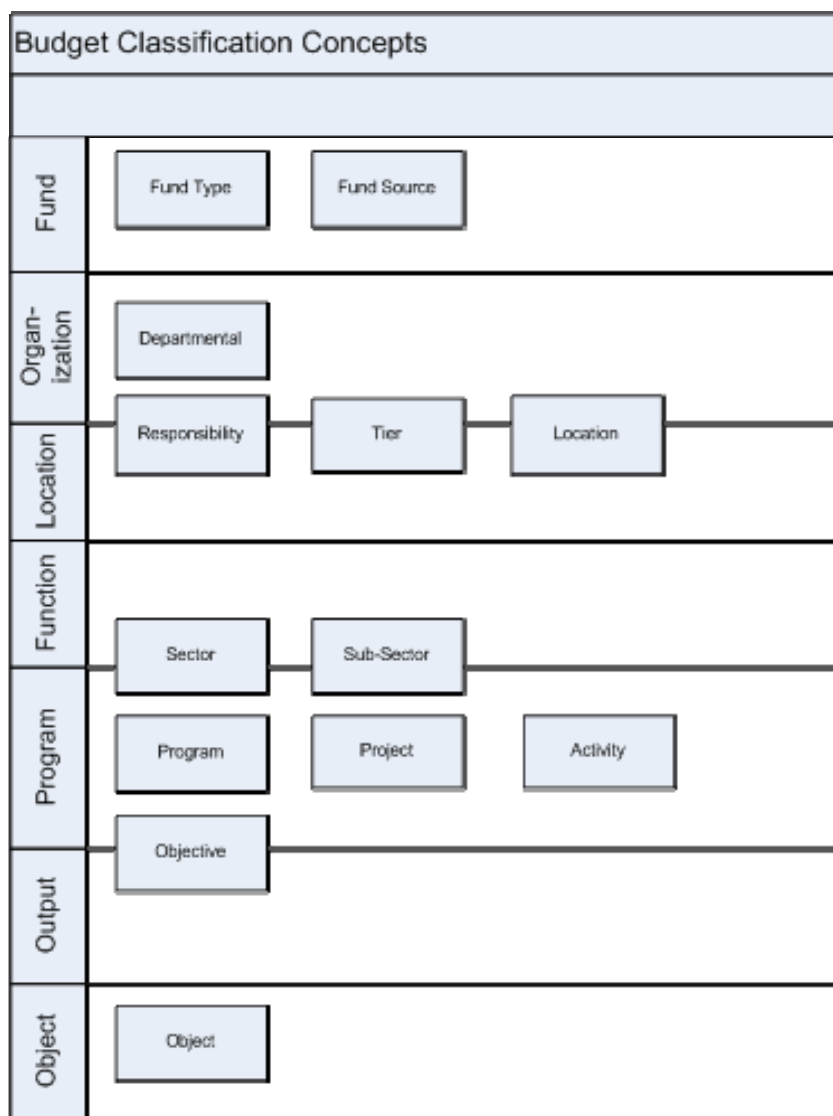 Budget Classification Concepts
Fund
Fund Type
Fund Source
Organ-
ization
Departmental
Responsibility
Tier
Location
Location
Function
Sector
Sub-Sector
Program
Program
Project
Activity
Objective
Output
Object
Object